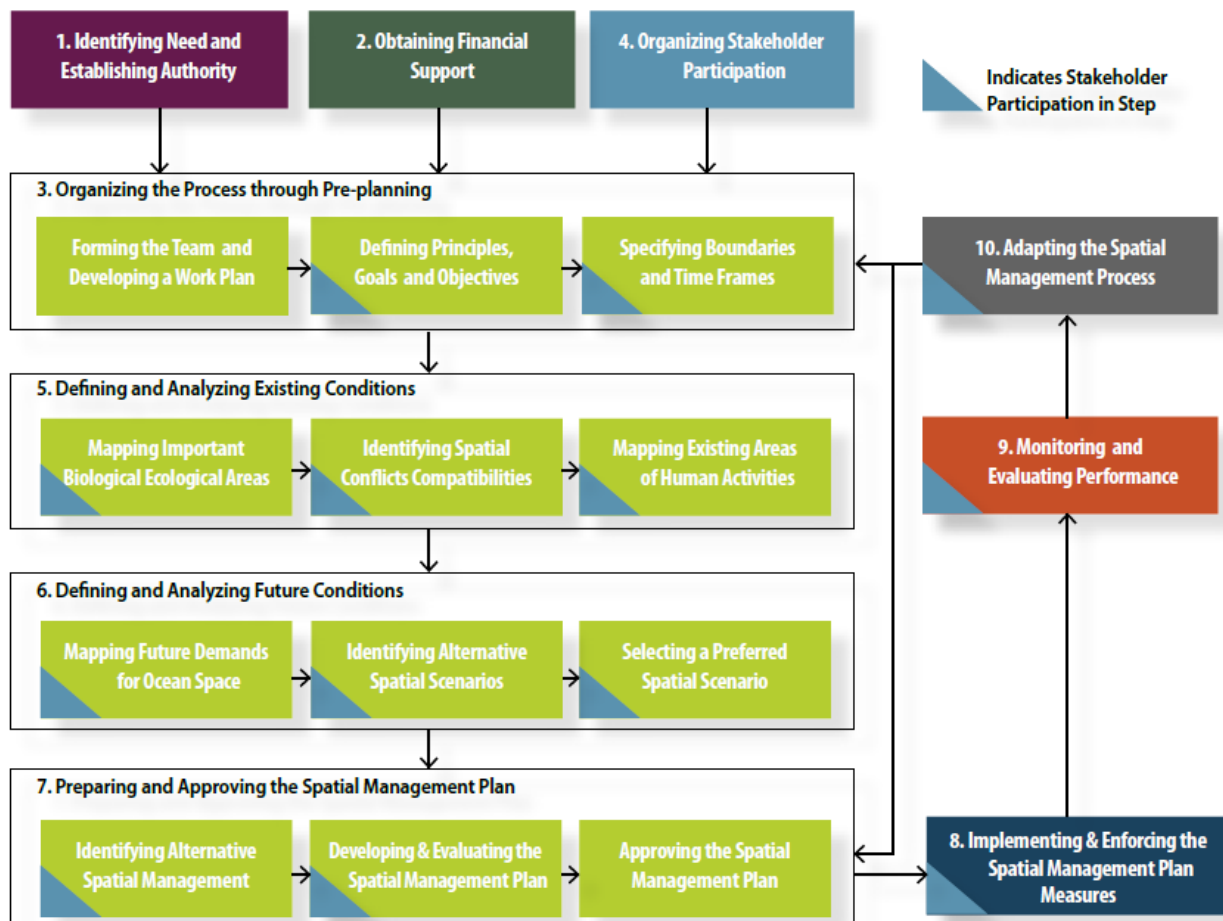 1. Identifying Need and
Establishing Authority
2. Obtaining Financial
Support
4. Organizing Stakeholder
Participation
Indicates Stakeholder
Participation in Step
3. Organizing the Process through Pre-planning
Forming the Team and
Developing a Work Plan
Defining Principles,
Goals and Objectives
Specifying Boundaries
and Time Frames
10. Adapting the Spatial
Management Process
5. Defining and Analyzing Existing Conditions
Mapping Important
Biological Ecological Areas
Identifying Spatial
Conflicts Compatibilities
Mapping Existing Areas
of Human Activities
9. Monitoring and
Evaluating Performance
6. Defining and Analyzing Future Conditions
Mapping Future Demands
for Ocean Space
Identifying Alternative
Spatial Scenarios
Selecting a Preferred
Spatial Scenario
7. Preparing and Approving the Spatial Management Plan
Identifying Alternative
Spatial Management
Developing & Evaluating the
Spatial Management Plan
Approving the Spatial
Management Plan
8. Implementing & Enforcing the
Spatial Management Plan
Measures